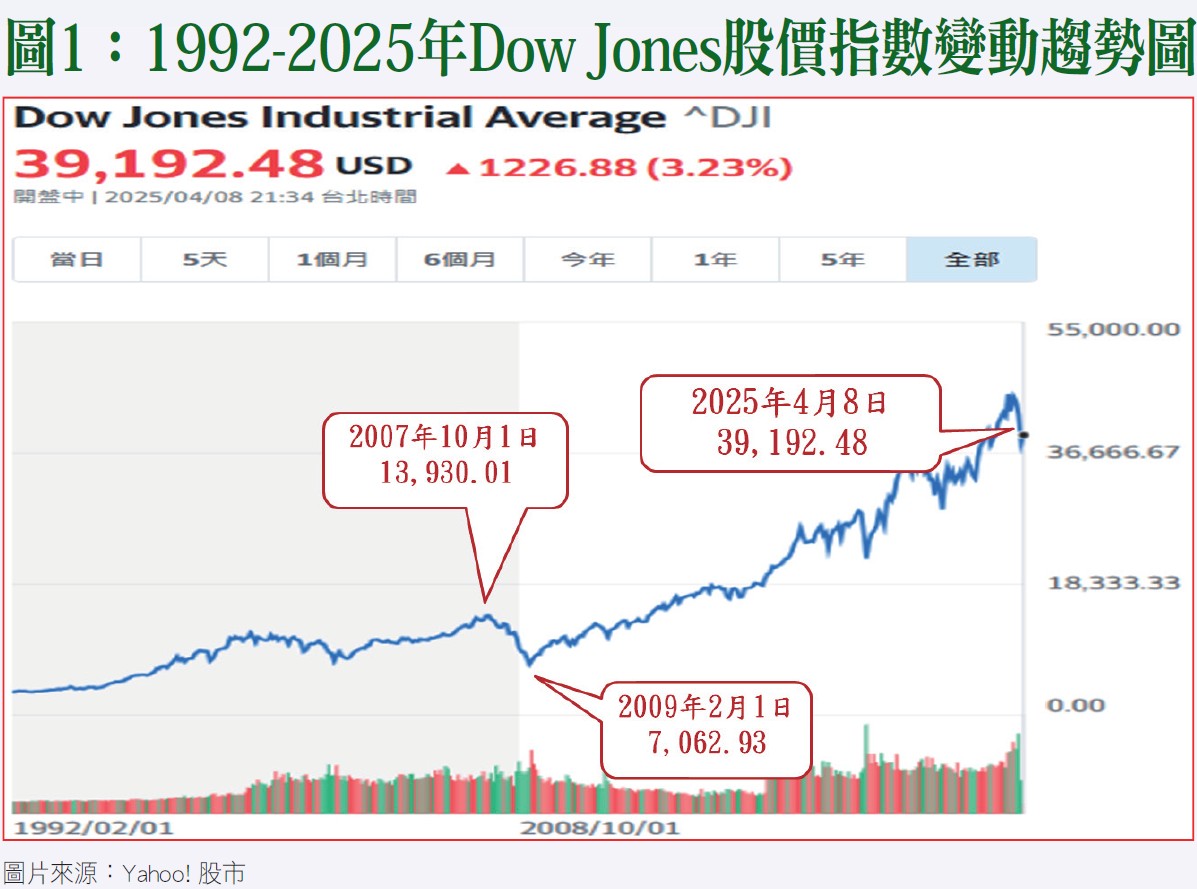 圖1：1992-2025年Dow Jones股價指數變動趨勢圖
Dow Jones Industrial Average ^DJI
39,192.48 USD ▲1226.88 (3.23%)
開盤中 | 2025/04/08 21:34 台北時間
當日 5天 1個月 6個月 今年 1年 5年 全部
55,000.00
2025年4月8日
39,192.48
2007年10月1日
13,930.01
36,666.67
18,333.33
2009年2月1日
7,062.93
0.00
1992/02/01 2008/10/01
圖片來源：Yahoo! 股市